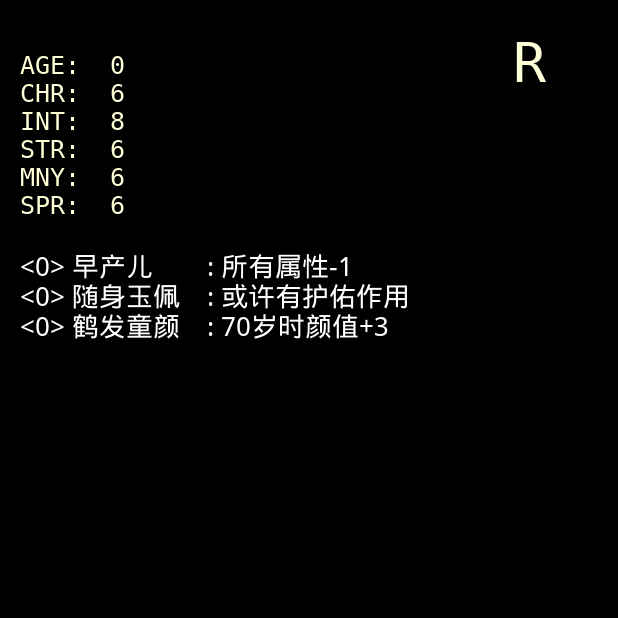 R
AGE: 0
CHR: 6
INT: 8
STR: 6
MNY: 6
SPR: 6
<0> 早产儿 : 所有属性-1
<0> 随身玉佩 : 或许有护佑作用
<0> 鹤发童颜 : 70岁时颜值+3